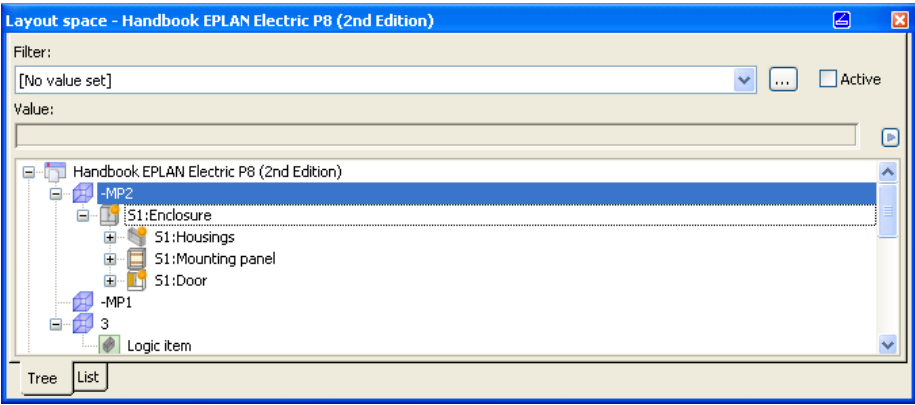 Layout space - Handbook EPLAN Electric P8 (2nd Edition)
Filter:
[No value set]
...
Active
Value:
Handbook EPLAN Electric P8 (2nd Edition)
-MP2
S1:Enclosure
S1:Housings
S1:Mounting panel
S1:Door
-MP1
3
Logic item
Tree List